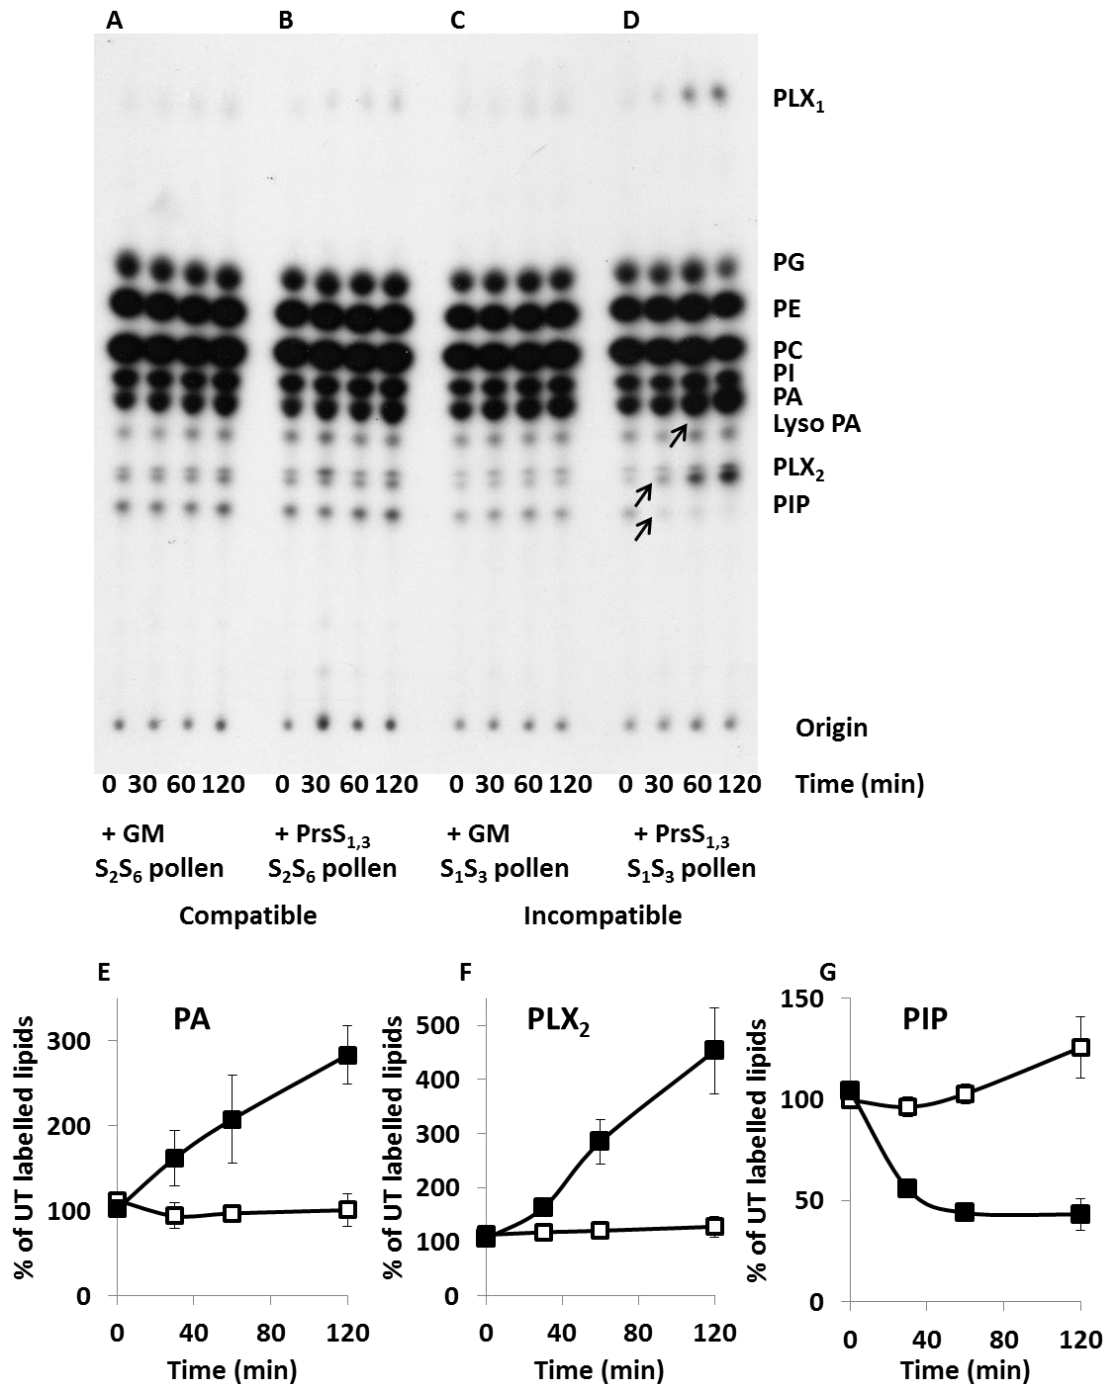 A B C D
PLX₁
PG
PE
PC
PI
PA
Lyso PA
PLX₂
PIP
Origin
0 30 60 120 0 30 60 120 0 30 60 120 0 30 60 120 Time (min)
+ GM + PrsS₁,₃ + GM + PrsS₁,₃
S₂S₆ pollen S₂S₆ pollen S₁S₃ pollen S₁S₃ pollen
Compatible Incompatible
E
PA
% of UT labelled lipids
300
200
100
0
0 40 80 120
Time (min)
F
PLX₂
% of UT labelled lipids
500
400
300
200
100
0
0 40 80 120
Time (min)
G
PIP
% of UT labelled lipids
150
100
50
0
0 40 80 120
Time (min)